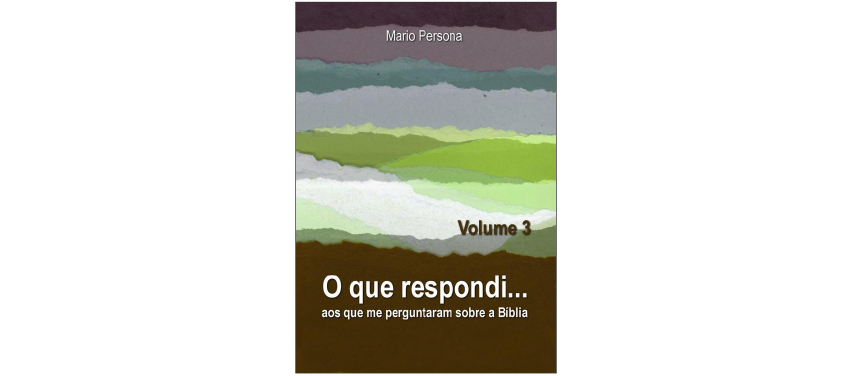 Mario Persona
Volume 3
O que respondi...
aos que me perguntaram sobre a Bíblia